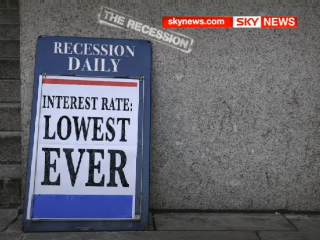 skynews.com sky NEWS
THE RECESSION
RECESSION
DAILY
INTEREST RATE:
LOWEST
EVER